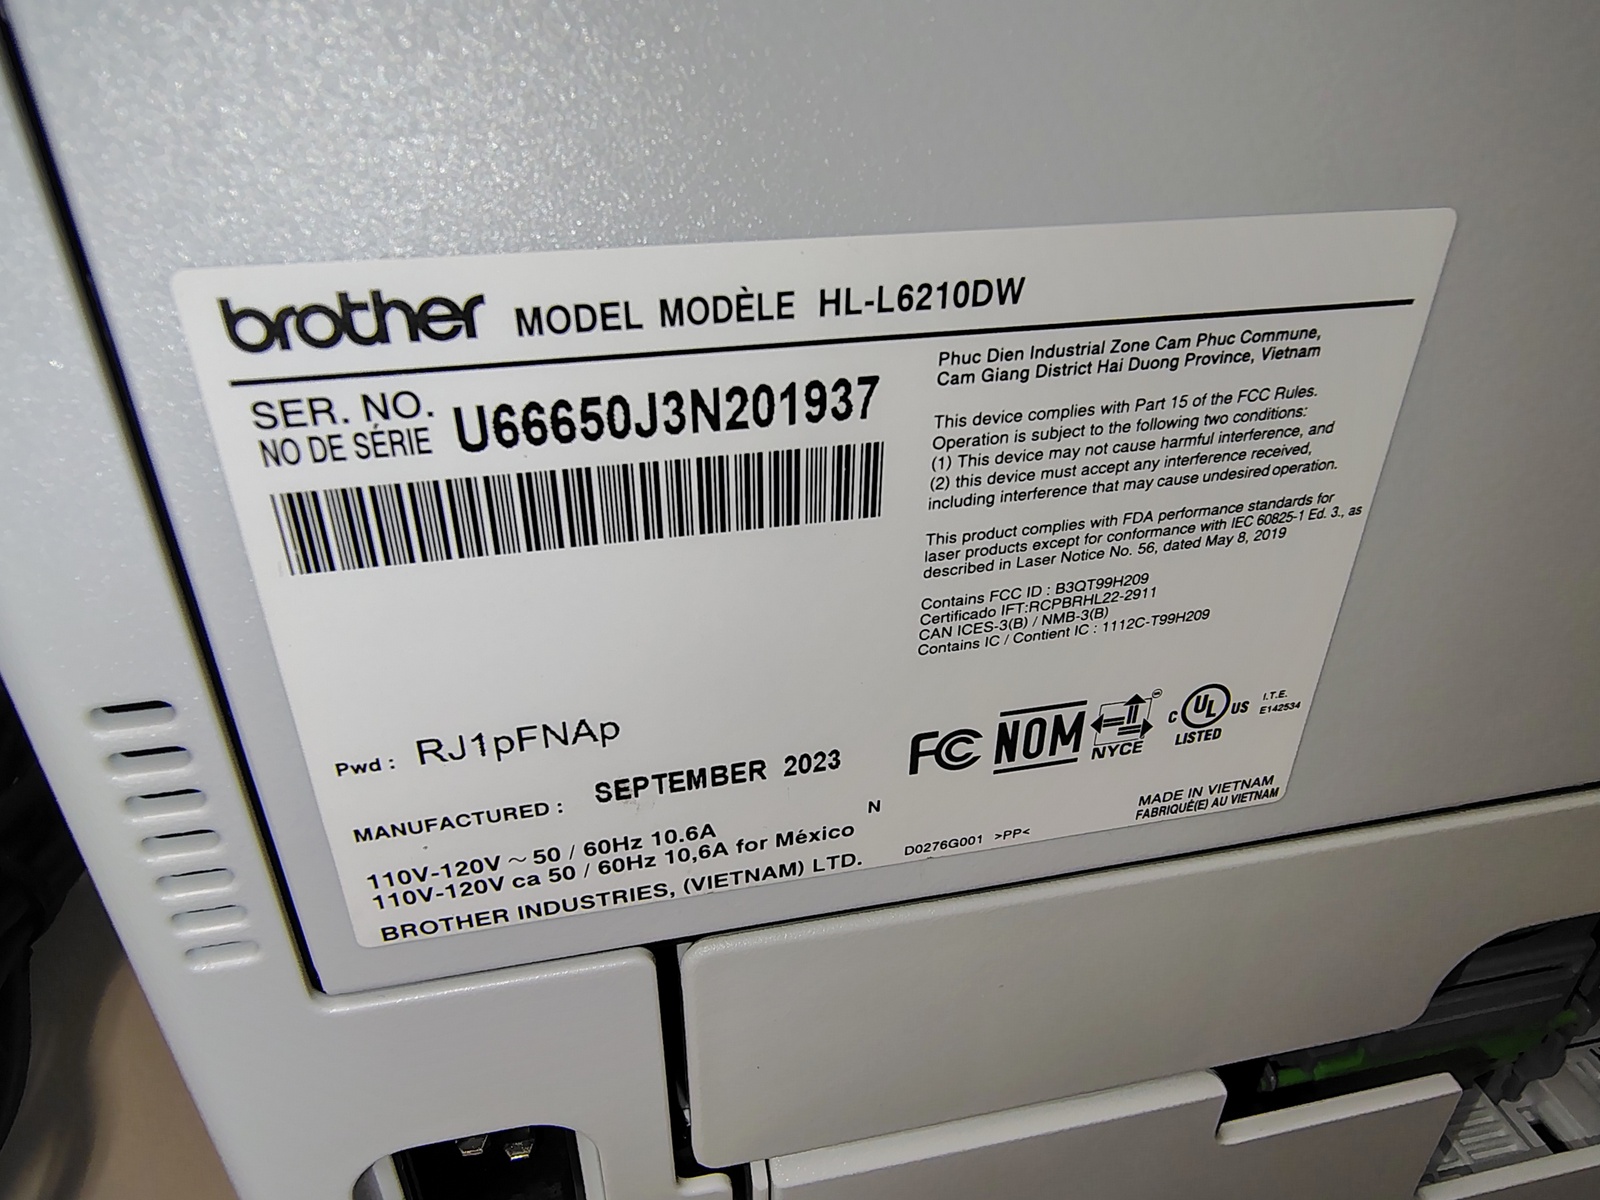 brother MODEL MODÈLE HL-L6210DW
SER. NO. U66650J3N201937
NO DE SÉRIE
Phuc Dien Industrial Zone Cam Phuc Commune,
Cam Giang District Hai Duong Province, Vietnam
This device complies with Part 15 of the FCC Rules.
Operation is subject to the following two conditions:
(1) This device may not cause harmful interference, and
(2) this device must accept any interference received,
including interference that may cause undesired operation.
This product complies with FDA performance standards for
laser products except for conformance with IEC 60825-1 Ed. 3., as
described in Laser Notice No. 56, dated May 8, 2019
Contains FCC ID : B3QT99H209
Certificado IFT:RCPBRHL22-2911
CAN ICES-3(B) / NMB-3(B)
Contains IC / Contient IC : 1112C-T99H209
Pwd : RJ1pFNAp
MANUFACTURED : SEPTEMBER 2023
110V-120V ~ 50 / 60Hz 10.6A
110V-120V ca 50 / 60Hz 10,6A for México
BROTHER INDUSTRIES, (VIETNAM) LTD.
N
FC NOM NYCE C UL US LISTED
I.T.E.
E142534
D0276G001 >PP<
MADE IN VIETNAM
FABRIQUÉ(E) AU VIETNAM